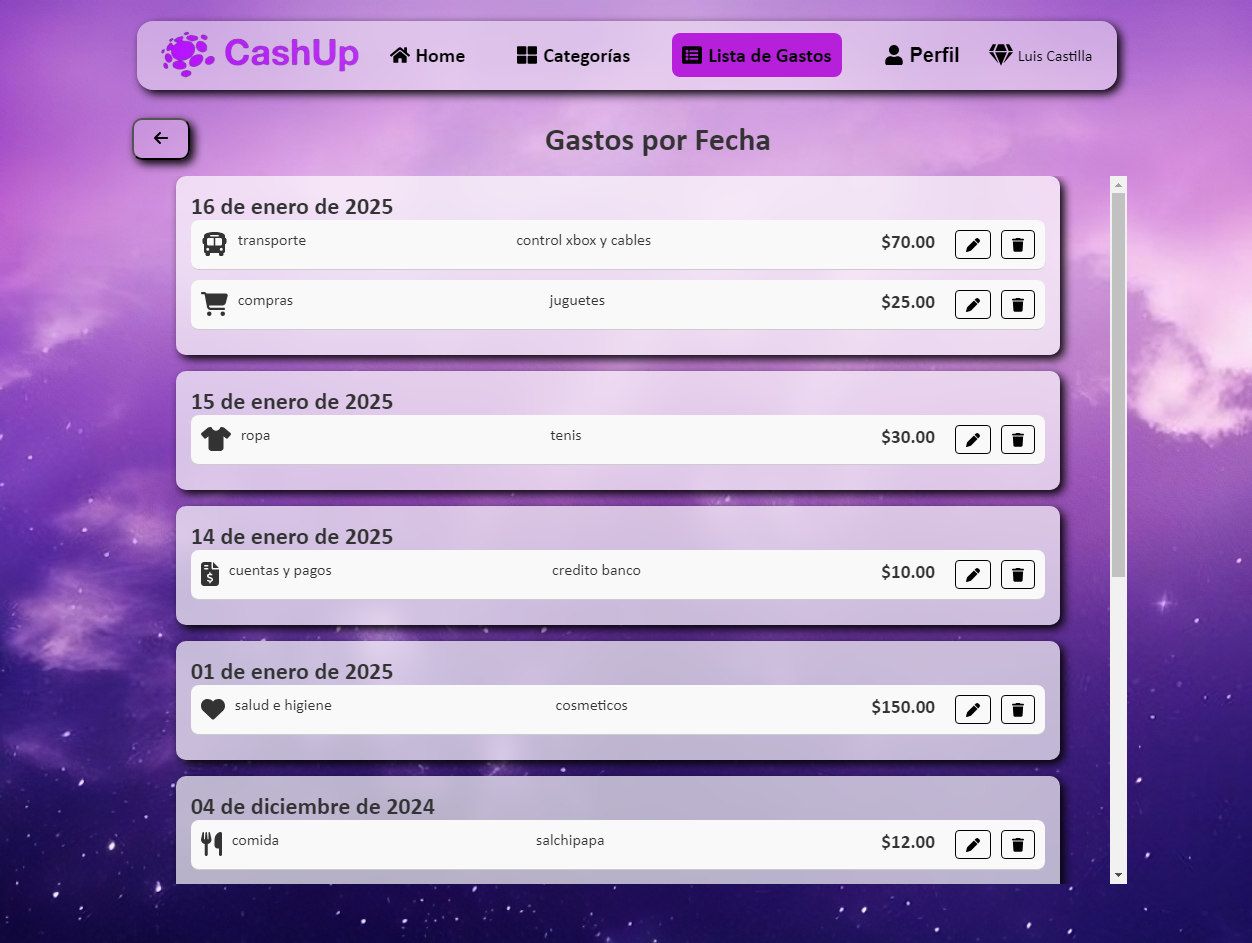 CashUp Home Categorías Lista de Gastos Perfil Luis Castilla
Gastos por Fecha
16 de enero de 2025
transporte control xbox y cables $70.00
compras juguetes $25.00
15 de enero de 2025
ropa tenis $30.00
14 de enero de 2025
cuentas y pagos credito banco $10.00
01 de enero de 2025
salud e higiene cosmeticos $150.00
04 de diciembre de 2024
comida salchipapa $12.00